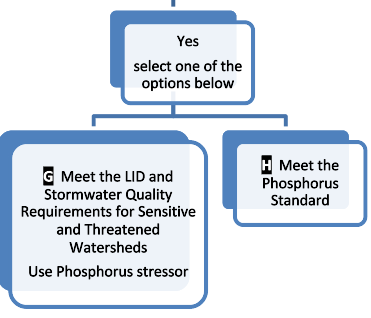 Yes
select one of the
options below
G Meet the LID and
Stormwater Quality
Requirements for Sensitive
and Threatened
Watersheds
Use Phosphorus stressor
H Meet the
Phosphorus
Standard